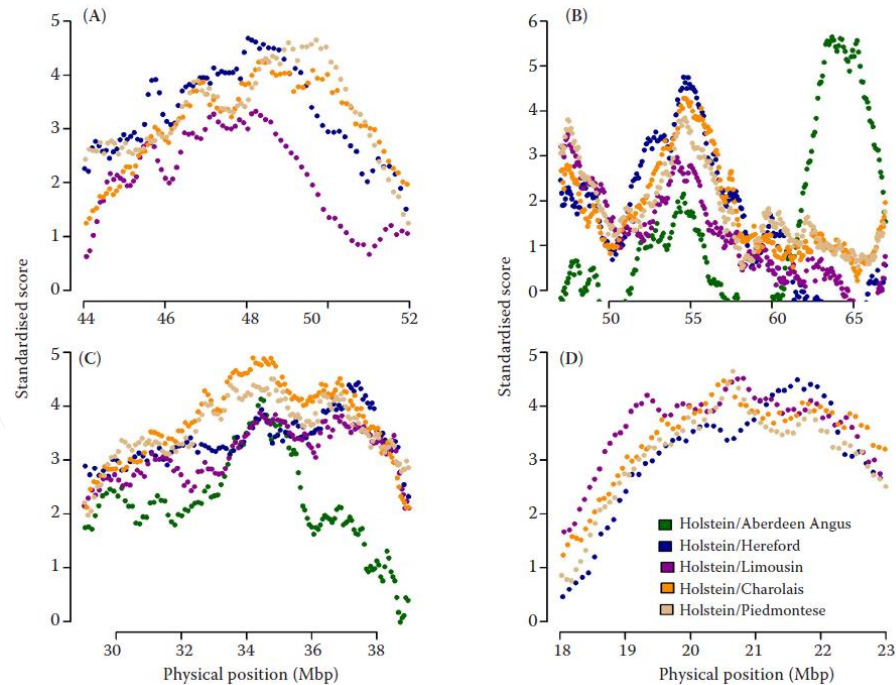 (A)
5
4
3
2
1
0
Standardised score
44 46 48 50 52
(B)
6
5
4
3
2
1
0
Standardised score
50 55 60 65
(C)
5
4
3
2
1
0
30 32 34 36 38
Physical position (Mbp)
(D)
5
4
3
2
1
0
Holstein/Aberdeen Angus
Holstein/Hereford
Holstein/Limousin
Holstein/Charolais
Holstein/Piedmontese
18 19 20 21 22 23
Physical position (Mbp)